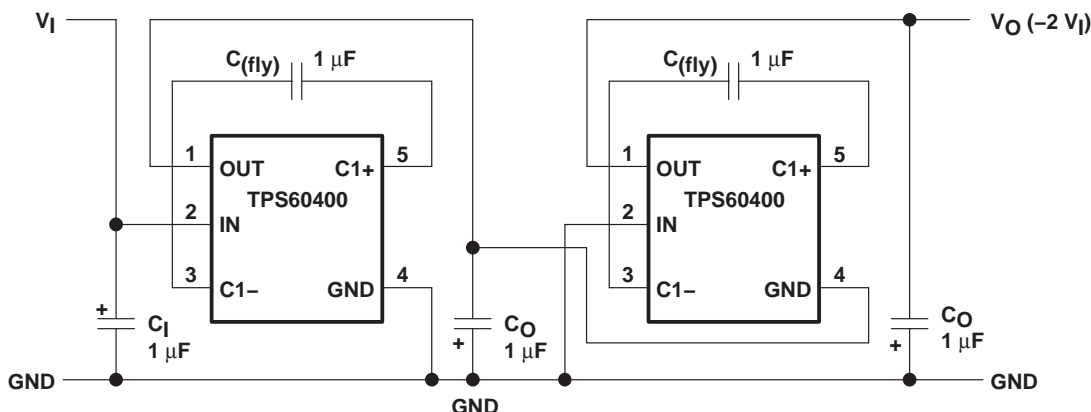 VI
VO (−2 VI)
C(fly) 1 μF
C(fly) 1 μF
1
5
OUT
C1+
TPS60400
2
IN
3
4
C1−
GND
1
5
OUT
C1+
TPS60400
2
IN
3
4
C1−
GND
+
CI
1 μF
+
CO
1 μF
+
CO
1 μF
GND
GND
GND